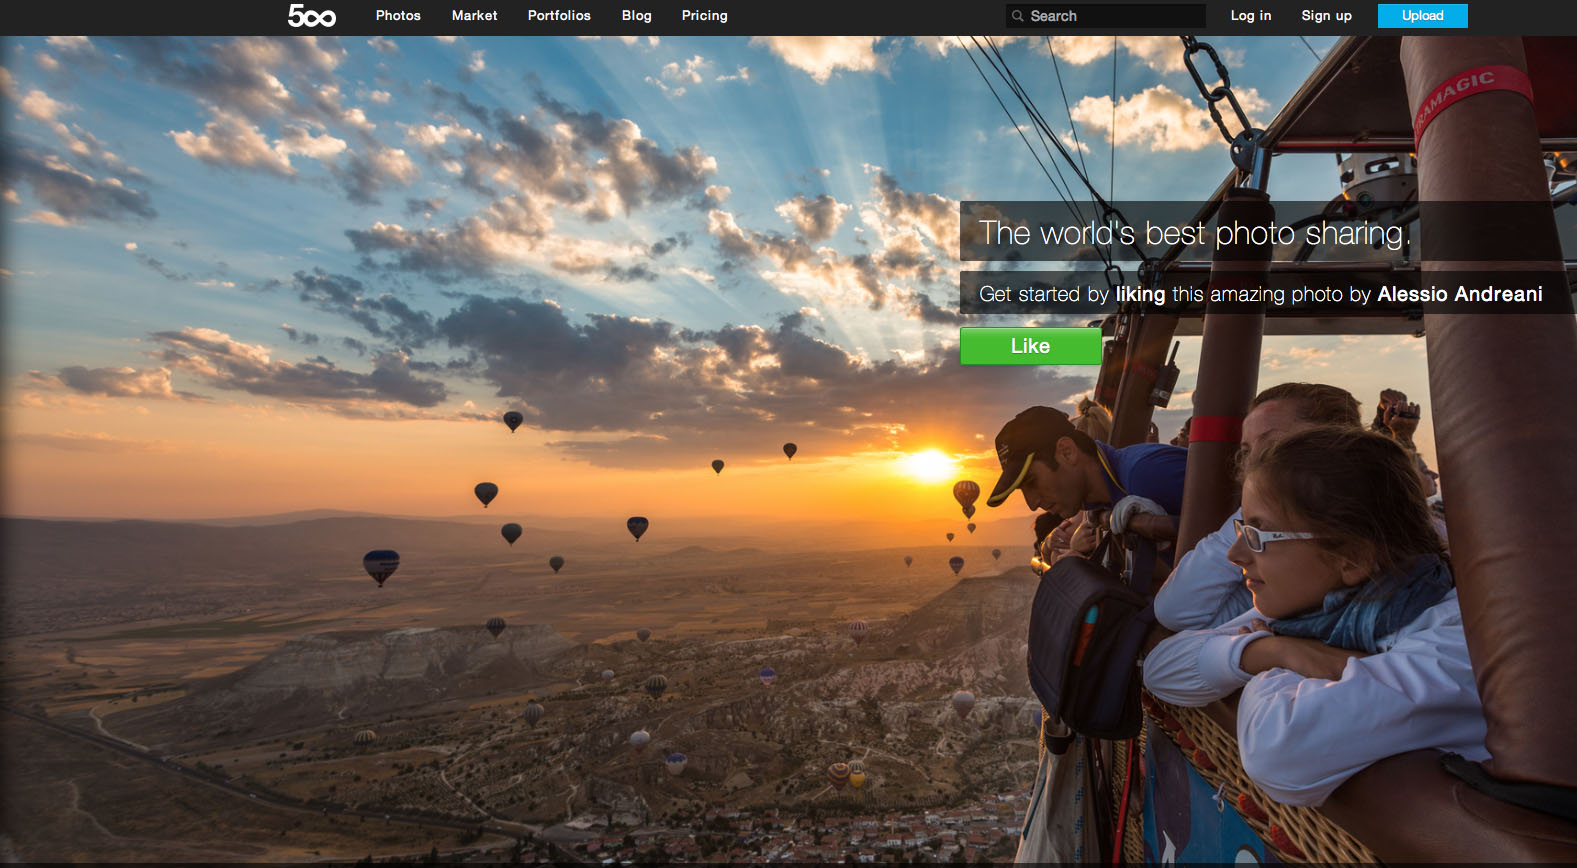 500
Photos Market Portfolios Blog Pricing
Search
Log in Sign up Upload
RAMAGIC
The world's best photo sharing.
Get started by liking this amazing photo by Alessio Andreani
Like